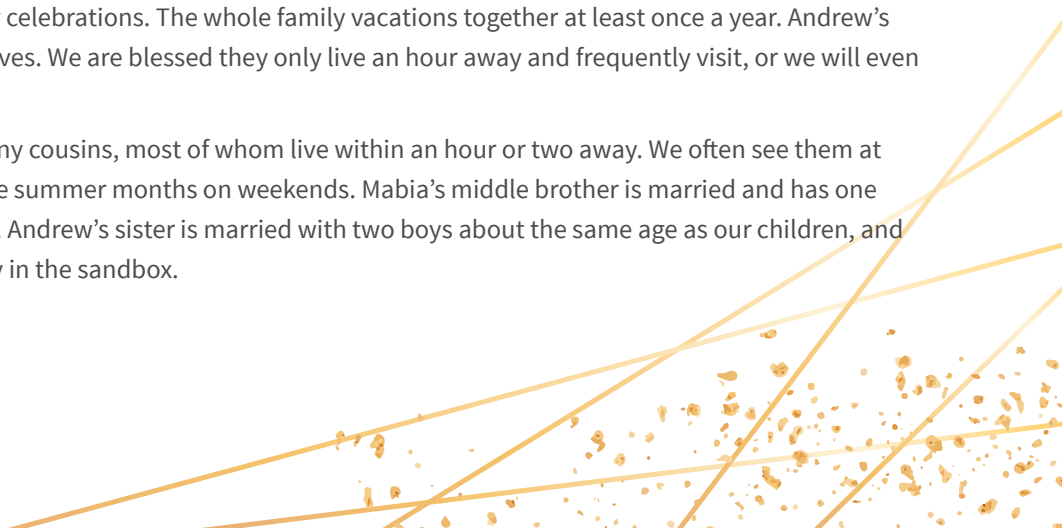 celebrations. The whole family vacations together at least once a year. Andrew’s
We are blessed they only live an hour away and frequently visit, or we will even
cousins, most of whom live within an hour or two away. We often see them at
summer months on weekends. Mabia’s middle brother is married and has one
Andrew’s sister is married with two boys about the same age as our children, and
in the sandbox.